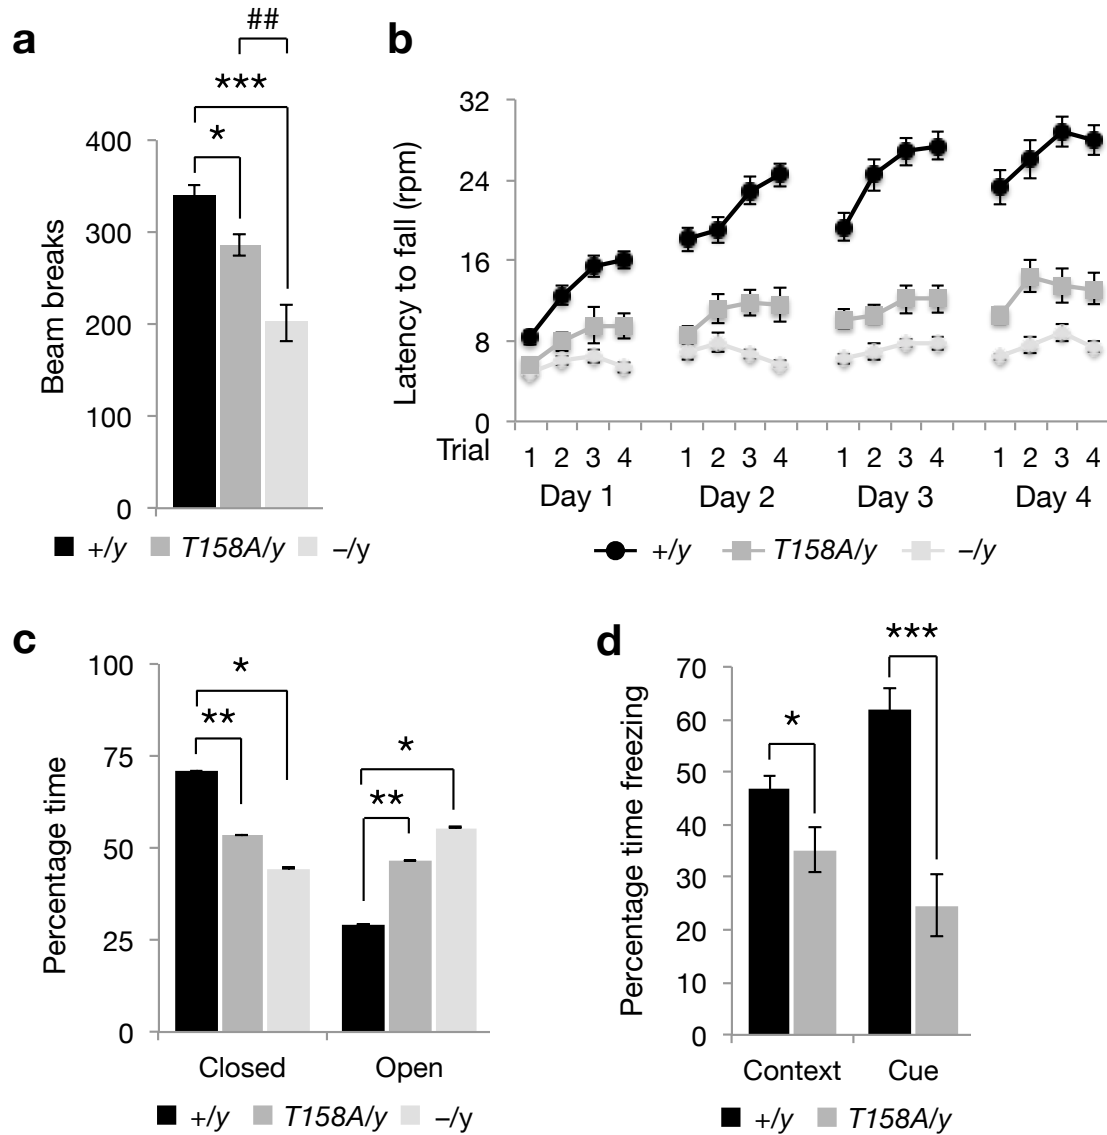 a
##
***
*
400
300
200
100
0
Beam breaks
+/y T158A/y –/y
b
32
24
16
8
0
Latency to fall (rpm)
Trial
1 2 3 4 1 2 3 4 1 2 3 4 1 2 3 4
Day 1 Day 2 Day 3 Day 4
+/y T158A/y –/y
c
*
**
*
**
100
75
50
25
0
Percentage time
Closed Open
+/y T158A/y –/y
d
***
*
70
60
50
40
30
20
10
0
Percentage time freezing
Context Cue
+/y T158A/y